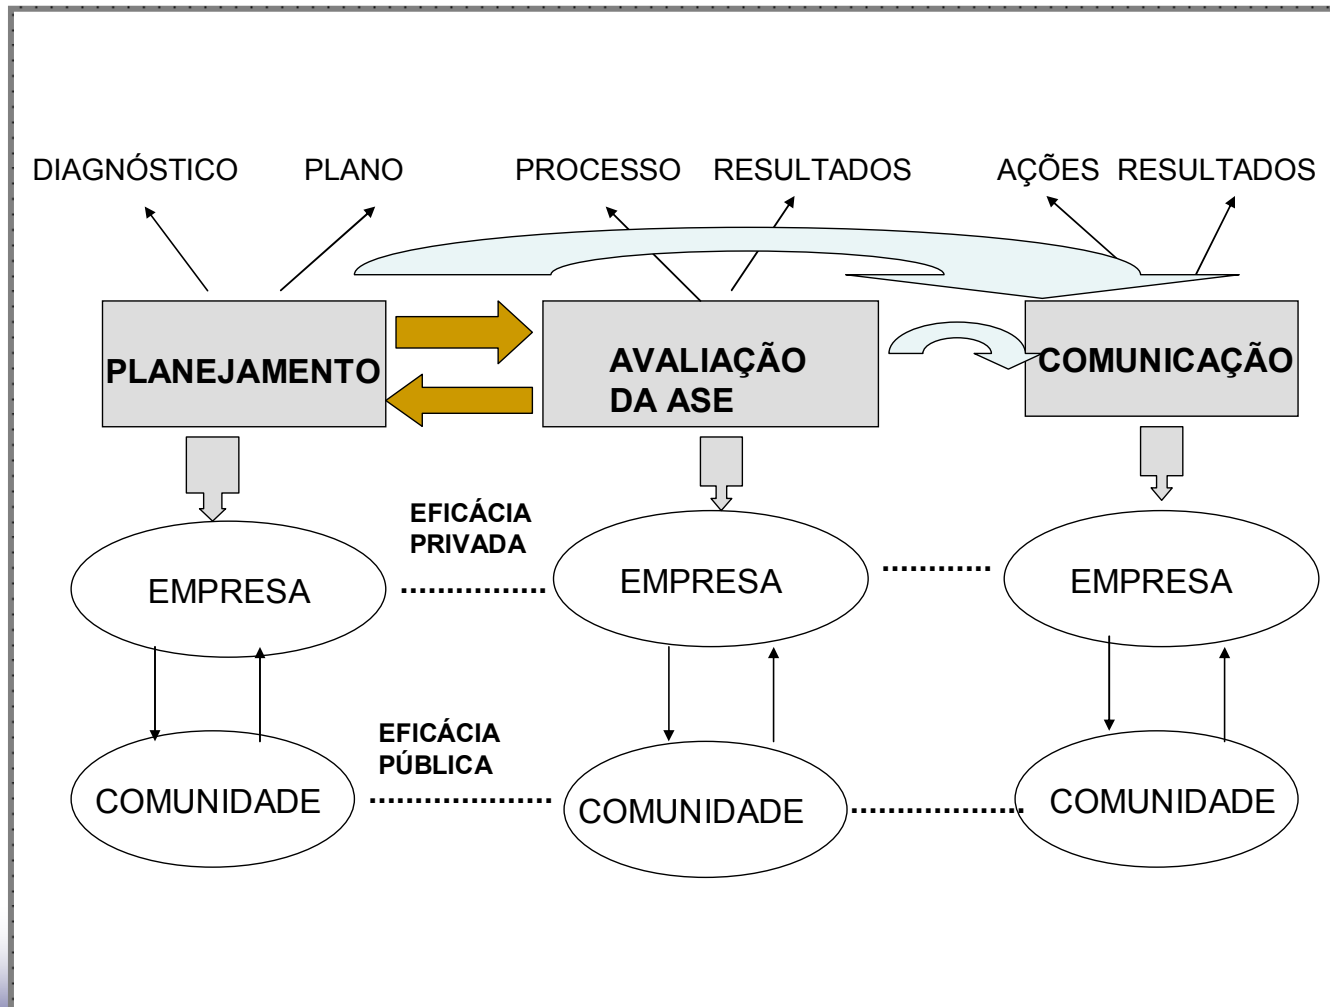 DIAGNÓSTICO PLANO PROCESSO RESULTADOS AÇÕES RESULTADOS
PLANEJAMENTO
AVALIAÇÃO
DA ASE
COMUNICAÇÃO
EFICÁCIA
PRIVADA
EMPRESA EMPRESA EMPRESA
EFICÁCIA
PÚBLICA
COMUNIDADE COMUNIDADE COMUNIDADE